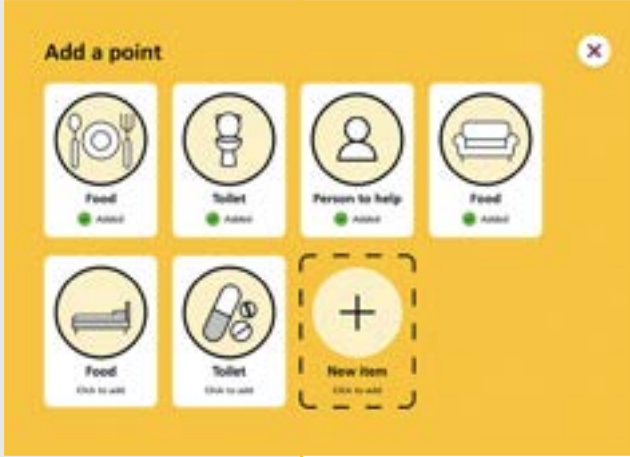 Add a point
Food
Added
Toilet
Added
Person to help
Added
Food
Added
Food
Click to add
Toilet
Click to add
New item
Click to add